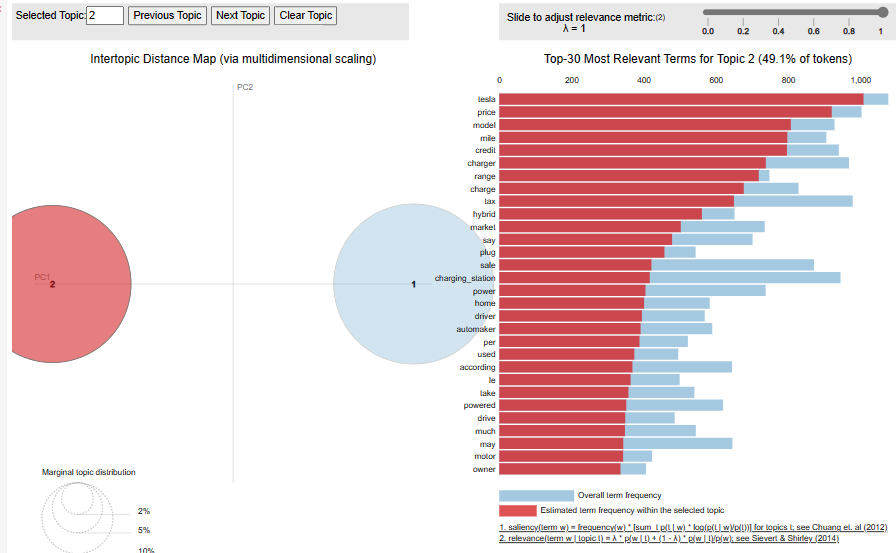 Selected Topic: 2 Previous Topic Next Topic Clear Topic
Slide to adjust relevance metric:(2)
λ = 1
0.0 0.2 0.4 0.6 0.8 1
Intertopic Distance Map (via multidimensional scaling)
PC2
PC1
2
1
Marginal topic distribution
2%
5%
10%
Top-30 Most Relevant Terms for Topic 2 (49.1% of tokens)
0 200 400 600 800 1,000
tesla
price
model
mile
credit
charger
range
charge
tax
hybrid
market
say
plug
sale
charging_station
power
home
driver
automaker
per
used
according
le
take
powered
drive
much
may
motor
owner
Overall term frequency
Estimated term frequency within the selected topic
1. saliency(term w) = frequency(w) * [sum_t p(t | w) * log(p(t | w)/p(t))] for topics t; see Chuang et. al (2012)
2. relevance(term w | topic t) = λ * p(w | t) + (1 - λ) * p(w | t)/p(w); see Sievert & Shirley (2014)